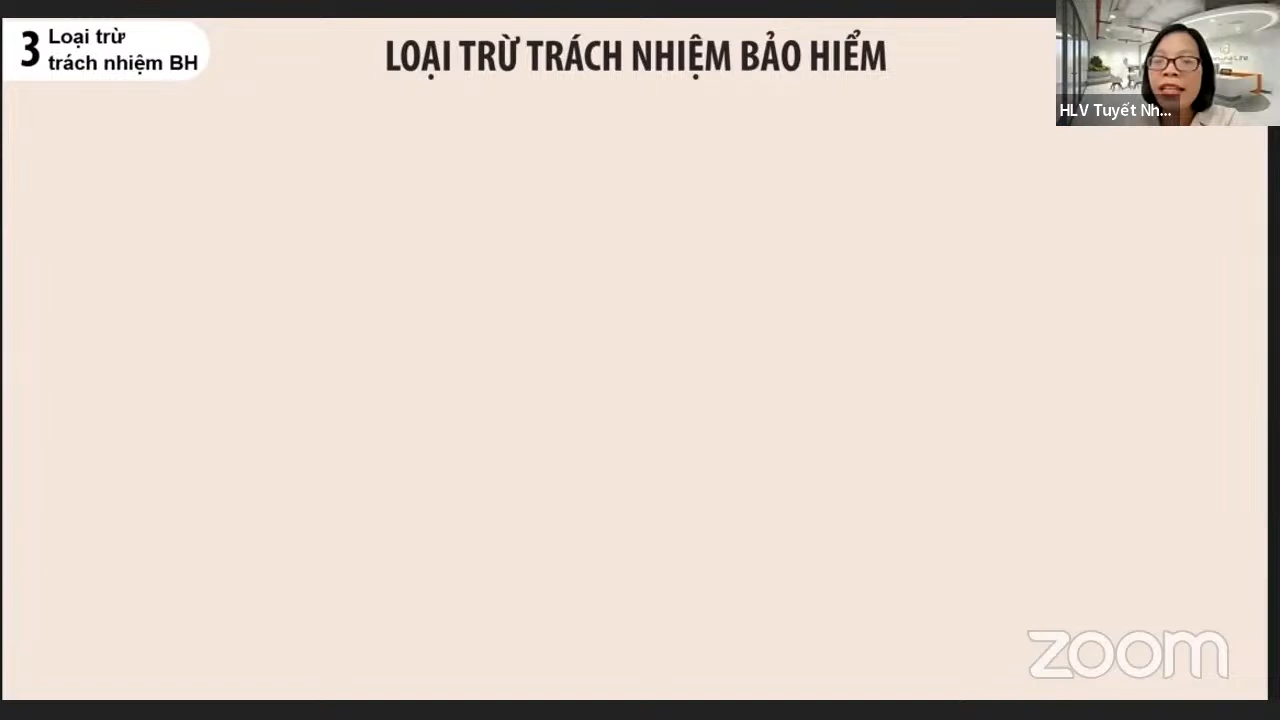 3 Loại trừ
trách nhiệm BH
LOẠI TRỪ TRÁCH NHIỆM BẢO HIỂM
HLV Tuyết Nh...
zoom